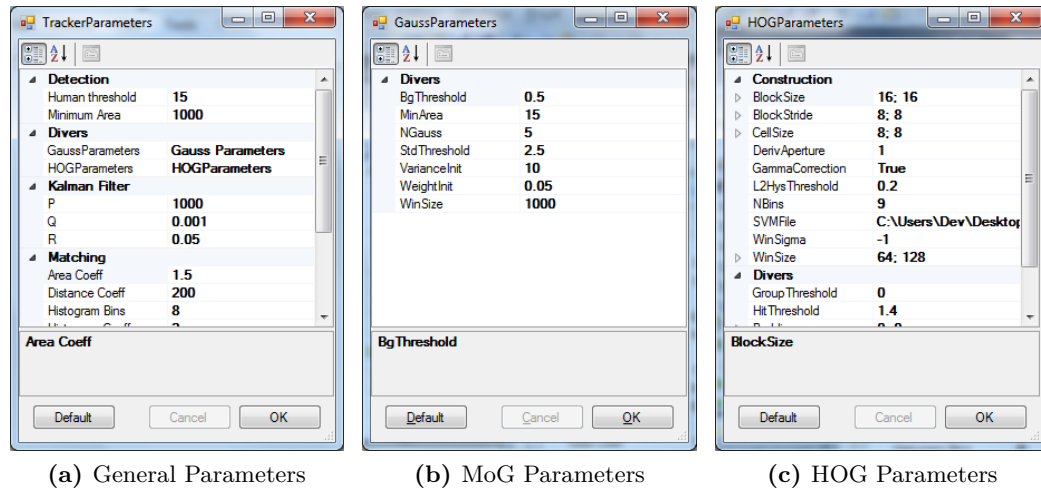 TrackerParameters
Detection
Human threshold 15
Minimum Area 1000
Divers
GaussParameters Gauss Parameters
HOGParameters HOGParameters
Kalman Filter
P 1000
Q 0.001
R 0.05
Matching
Area Coeff 1.5
Distance Coeff 200
Histogram Bins 8
Area Coeff
Default Cancel OK
(a) General Parameters
GaussParameters
Divers
BgThreshold 0.5
MinArea 15
NGauss 5
StdThreshold 2.5
VarianceInit 10
WeightInit 0.05
WinSize 1000
BgThreshold
Default Cancel OK
(b) MoG Parameters
HOGParameters
Construction
BlockSize 16; 16
BlockStride 8; 8
CellSize 8; 8
DerivAperture 1
GammaCorrection True
L2HysThreshold 0.2
NBins 9
SVMFile C:\Users\Dev\Desktop
WinSigma -1
WinSize 64; 128
Divers
GroupThreshold 0
HitThreshold 1.4
BlockSize
Default Cancel OK
(c) HOG Parameters